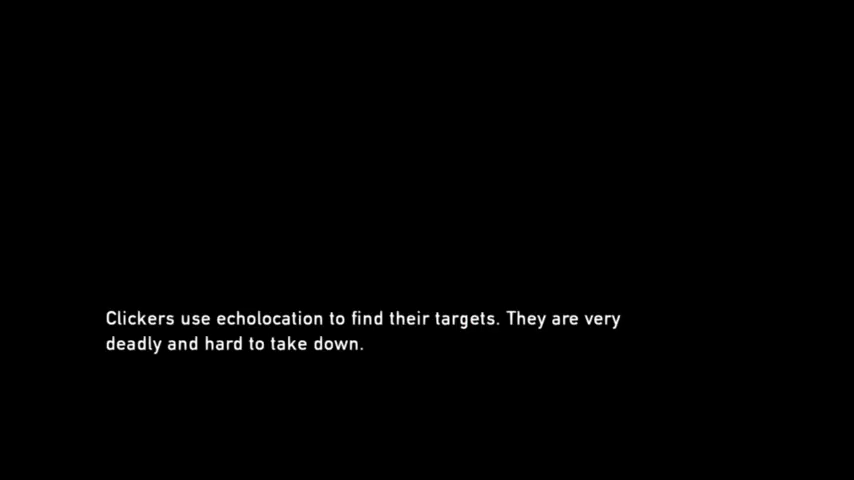 Clickers use echolocation to find their targets. They are very
deadly and hard to take down.